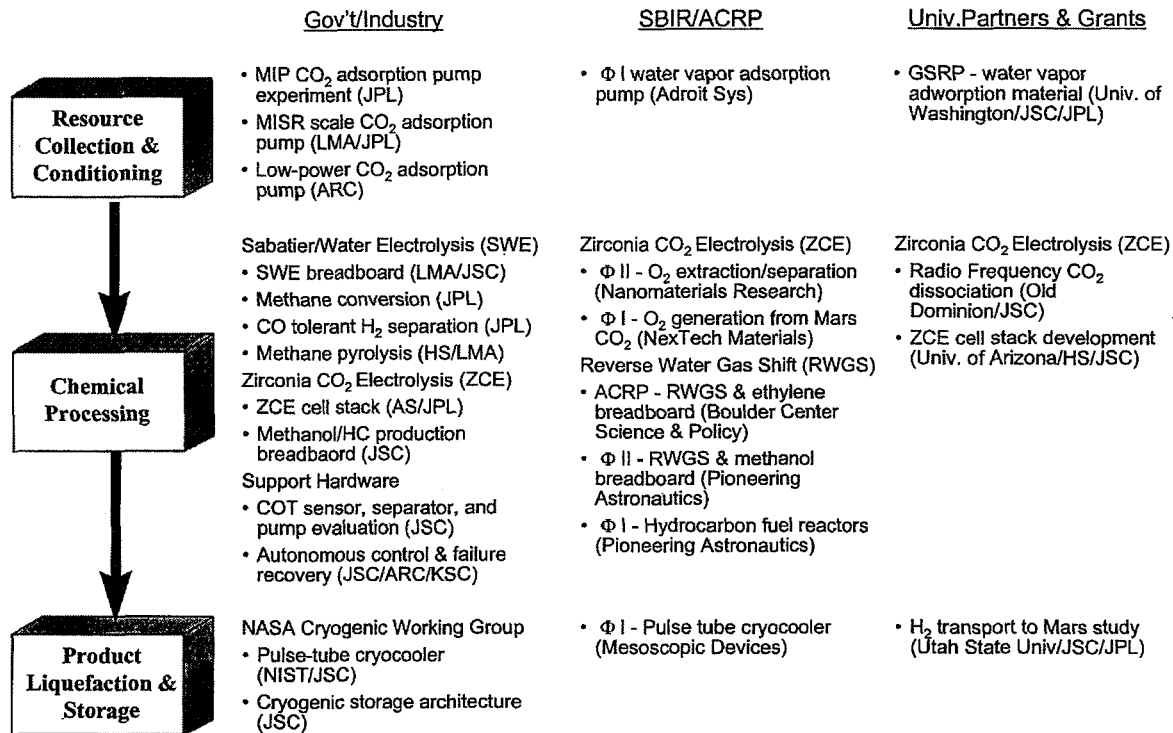 Gov't/Industry
SBIR/ACRP
Univ.Partners & Grants
Resource
Collection &
Conditioning
• MIP CO₂ adsorption pump
experiment (JPL)
• MISR scale CO₂ adsorption
pump (LMA/JPL)
• Low-power CO₂ adsorption
pump (ARC)
• Φ I water vapor adsorption
pump (Adroit Sys)
• GSRP - water vapor
adworption material (Univ. of
Washington/JSC/JPL)
Chemical
Processing
Sabatier/Water Electrolysis (SWE)
• SWE breadboard (LMA/JSC)
• Methane conversion (JPL)
• CO tolerant H₂ separation (JPL)
• Methane pyrolysis (HS/LMA)
Zirconia CO₂ Electrolysis (ZCE)
• ZCE cell stack (AS/JPL)
• Methanol/HC production
breadbaord (JSC)
Support Hardware
• COT sensor, separator, and
pump evaluation (JSC)
• Autonomous control & failure
recovery (JSC/ARC/KSC)
Zirconia CO₂ Electrolysis (ZCE)
• Φ II - O₂ extraction/separation
(Nanomaterials Research)
• Φ I - O₂ generation from Mars
CO₂ (NexTech Materials)
Reverse Water Gas Shift (RWGS)
• ACRP - RWGS & ethylene
breadboard (Boulder Center
Science & Policy)
• Φ II - RWGS & methanol
breadboard (Pioneering
Astronautics)
• Φ I - Hydrocarbon fuel reactors
(Pioneering Astronautics)
Zirconia CO₂ Electrolysis (ZCE)
• Radio Frequency CO₂
dissociation (Old
Dominion/JSC)
• ZCE cell stack development
(Univ. of Arizona/HS/JSC)
Product
Liquefaction &
Storage
NASA Cryogenic Working Group
• Pulse-tube cryocooler
(NIST/JSC)
• Cryogenic storage architecture
(JSC)
• Φ I - Pulse tube cryocooler
(Mesoscopic Devices)
• H₂ transport to Mars study
(Utah State Univ/JSC/JPL)